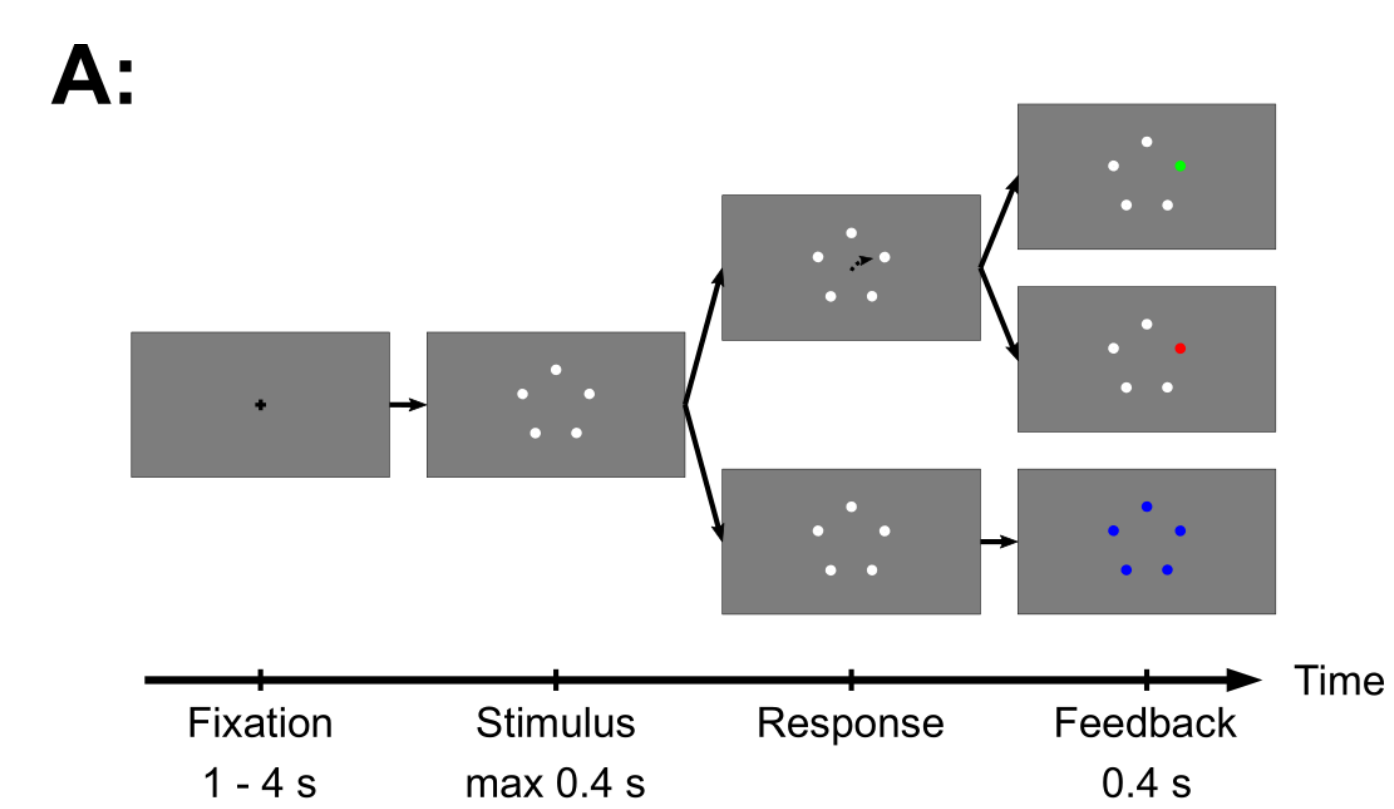 A:
Time
Fixation
Stimulus
Response
Feedback
1 - 4 s
max 0.4 s
0.4 s